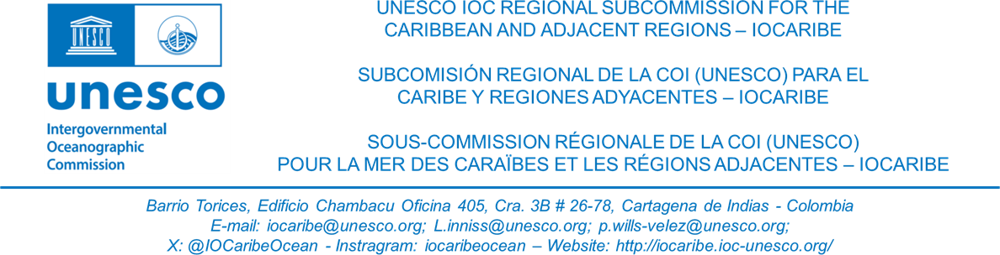 UNESCO
unesco
Intergovernmental
Oceanographic
Commission
UNESCO IOC REGIONAL SUBCOMMISSION FOR THE
CARIBBEAN AND ADJACENT REGIONS – IOCARIBE
SUBCOMISIÓN REGIONAL DE LA COI (UNESCO) PARA EL
CARIBE Y REGIONES ADYACENTES – IOCARIBE
SOUS-COMMISSION RÉGIONALE DE LA COI (UNESCO)
POUR LA MER DES CARAÏBES ET LES RÉGIONS ADJACENTES – IOCARIBE
Barrio Torices, Edificio Chambacu Oficina 405, Cra. 3B # 26-78, Cartagena de Indias - Colombia
E-mail: iocaribe@unesco.org; L.inniss@unesco.org; p.wills-velez@unesco.org;
X: @IOCaribeOcean - Instragram: iocaribeocean – Website: http://iocaribe.ioc-unesco.org/